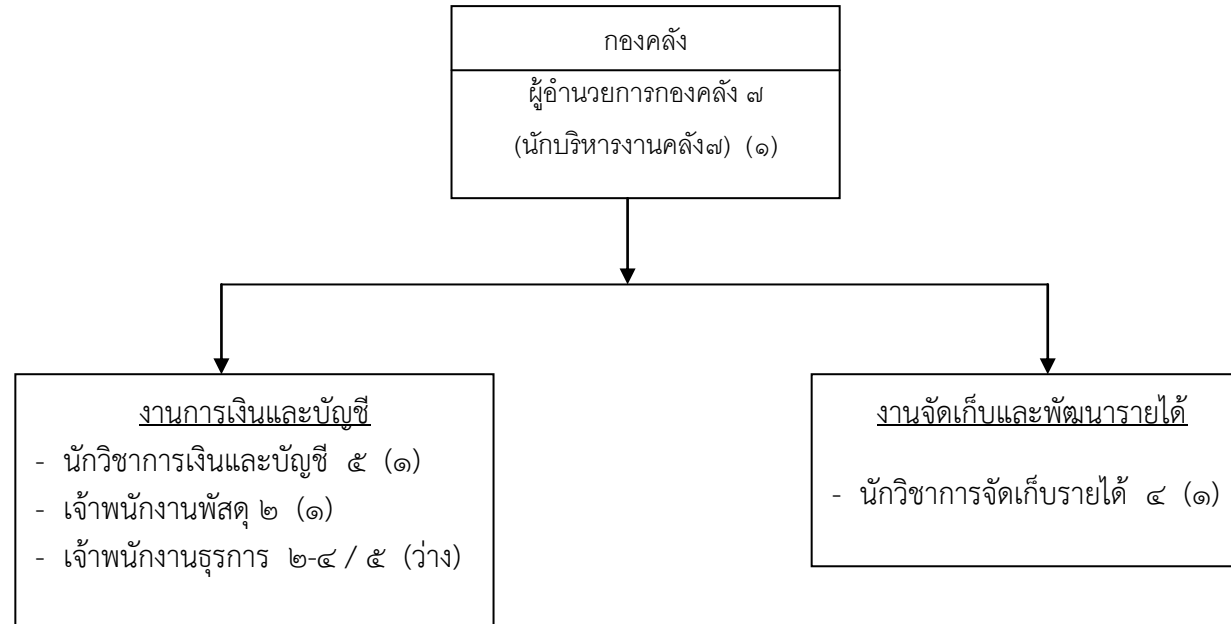 กองคลัง
ผู้อำนวยการกองคลัง ๗
(นักบริหารงานคลัง๗) (๑)
งานการเงินและบัญชี
- นักวิชาการเงินและบัญชี ๕ (๑)
- เจ้าพนักงานพัสดุ ๒ (๑)
- เจ้าพนักงานธุรการ ๒-๔ / ๕ (ว่าง)
งานจัดเก็บและพัฒนารายได้
- นักวิชาการจัดเก็บรายได้ ๔ (๑)